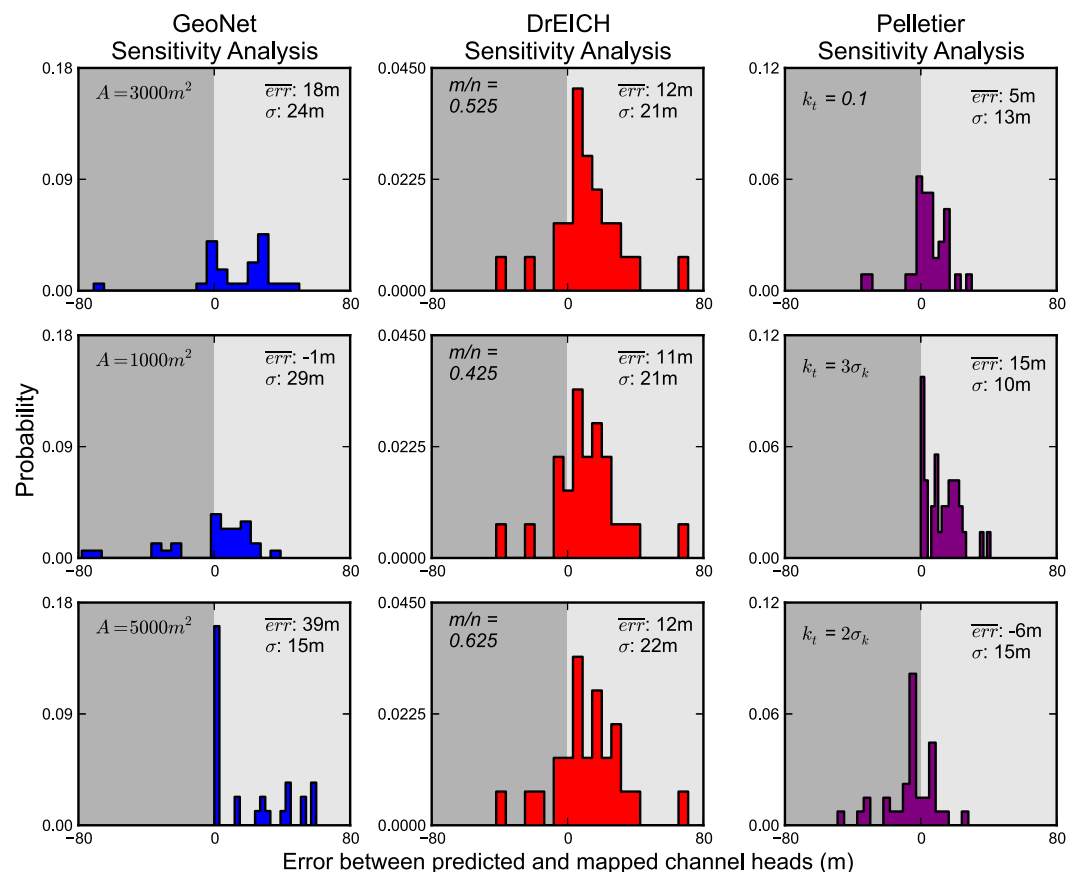 GeoNet
Sensitivity Analysis
DrEICH
Sensitivity Analysis
Pelletier
Sensitivity Analysis
0.18
0.09
0.00
A = 3000m²
err: 18m
σ: 24m
−80
0
80
0.0450
0.0225
0.0000
m/n =
0.525
err: 12m
σ: 21m
−80
0
80
0.12
0.06
0.00
k_t = 0.1
err: 5m
σ: 13m
−80
0
80
Probability
0.18
0.09
0.00
A = 1000m²
err: -1m
σ: 29m
−80
0
80
0.0450
0.0225
0.0000
m/n =
0.425
err: 11m
σ: 21m
−80
0
80
0.12
0.06
0.00
k_t = 3σ_k
err: 15m
σ: 10m
−80
0
80
0.18
0.09
0.00
A = 5000m²
err: 39m
σ: 15m
−80
0
80
0.0450
0.0225
0.0000
m/n =
0.625
err: 12m
σ: 22m
−80
0
80
0.12
0.06
0.00
k_t = 2σ_k
err: -6m
σ: 15m
−80
0
80
Error between predicted and mapped channel heads (m)